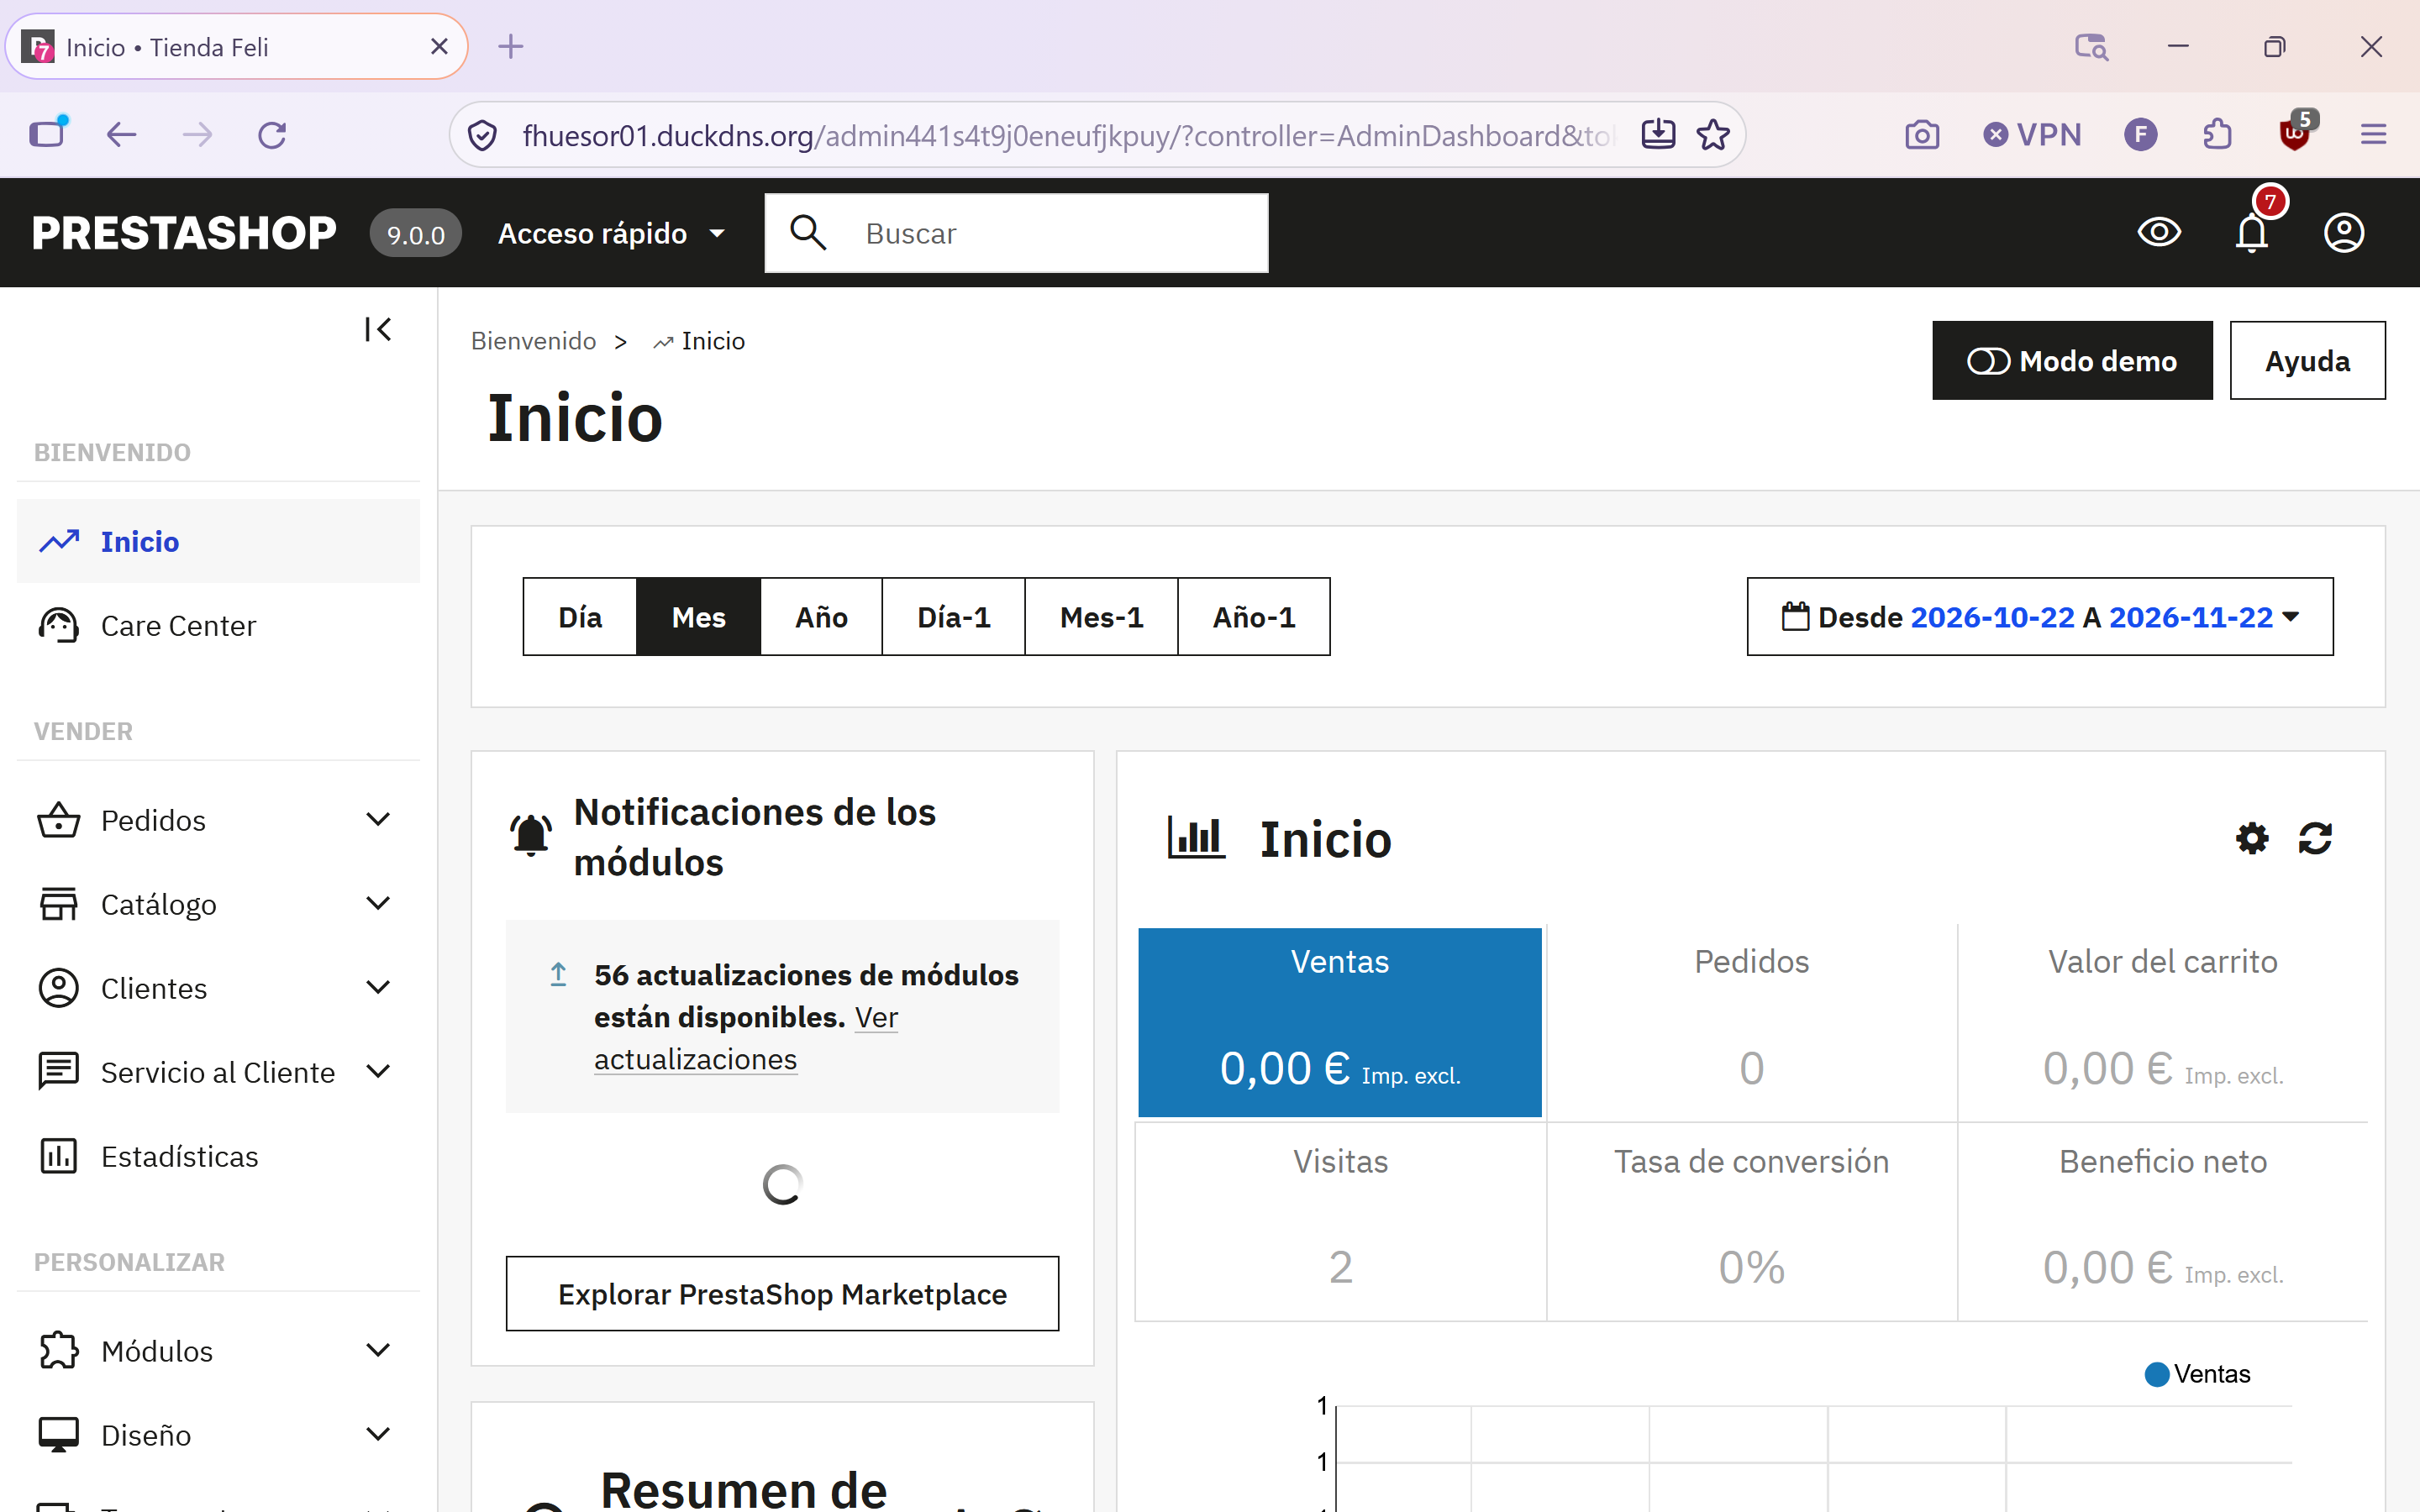 Inicio • Tienda Feli
fhuesor01.duckdns.org/admin441s4t9j0eneufjkpuy/?controller=AdminDashboard&to
VPN
F
5
PRESTASHOP
9.0.0
Acceso rápido
Buscar
7
Bienvenido > Inicio
Modo demo
Ayuda
Inicio
BIENVENIDO
Inicio
Care Center
VENDER
Pedidos
Catálogo
Clientes
Servicio al Cliente
Estadísticas
PERSONALIZAR
Módulos
Diseño
Día
Mes
Año
Día-1
Mes-1
Año-1
Desde 2026-10-22 A 2026-11-22
Notificaciones de los
módulos
56 actualizaciones de módulos
están disponibles. Ver
actualizaciones
Explorar PrestaShop Marketplace
Resumen de
Inicio
Ventas
0,00 € Imp. excl.
Pedidos
0
Valor del carrito
0,00 € Imp. excl.
Visitas
2
Tasa de conversión
0%
Beneficio neto
0,00 € Imp. excl.
Ventas
1
1